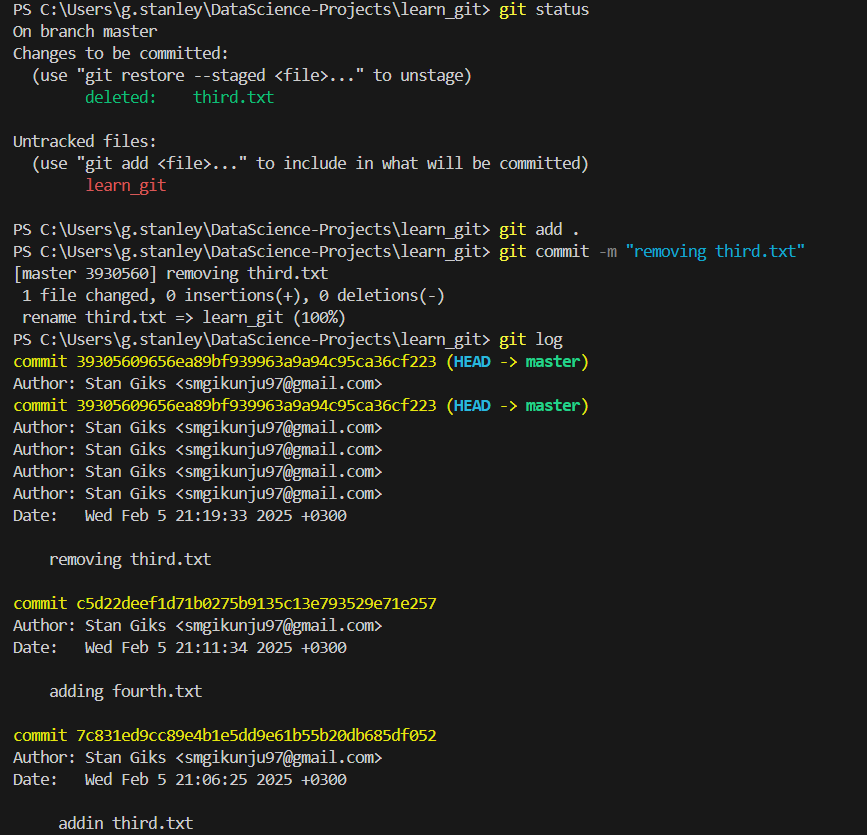 PS C:\Users\g.stanley\DataScience-Projects\learn_git> git status
On branch master
Changes to be committed:
  (use "git restore --staged <file>..." to unstage)
        deleted:    third.txt

Untracked files:
  (use "git add <file>..." to include in what will be committed)
        learn_git

PS C:\Users\g.stanley\DataScience-Projects\learn_git> git add .
PS C:\Users\g.stanley\DataScience-Projects\learn_git> git commit -m "removing third.txt"
[master 3930560] removing third.txt
 1 file changed, 0 insertions(+), 0 deletions(-)
 rename third.txt => learn_git (100%)
PS C:\Users\g.stanley\DataScience-Projects\learn_git> git log
commit 39305609656ea89bf939963a9a94c95ca36cf223 (HEAD -> master)
Author: Stan Giks <smgikunju97@gmail.com>
commit 39305609656ea89bf939963a9a94c95ca36cf223 (HEAD -> master)
Author: Stan Giks <smgikunju97@gmail.com>
Author: Stan Giks <smgikunju97@gmail.com>
Author: Stan Giks <smgikunju97@gmail.com>
Author: Stan Giks <smgikunju97@gmail.com>
Date:   Wed Feb 5 21:19:33 2025 +0300

    removing third.txt

commit c5d22deef1d71b0275b9135c13e793529e71e257
Author: Stan Giks <smgikunju97@gmail.com>
Date:   Wed Feb 5 21:11:34 2025 +0300

    adding fourth.txt

commit 7c831ed9cc89e4b1e5dd9e61b55b20db685df052
Author: Stan Giks <smgikunju97@gmail.com>
Date:   Wed Feb 5 21:06:25 2025 +0300

     addin third.txt